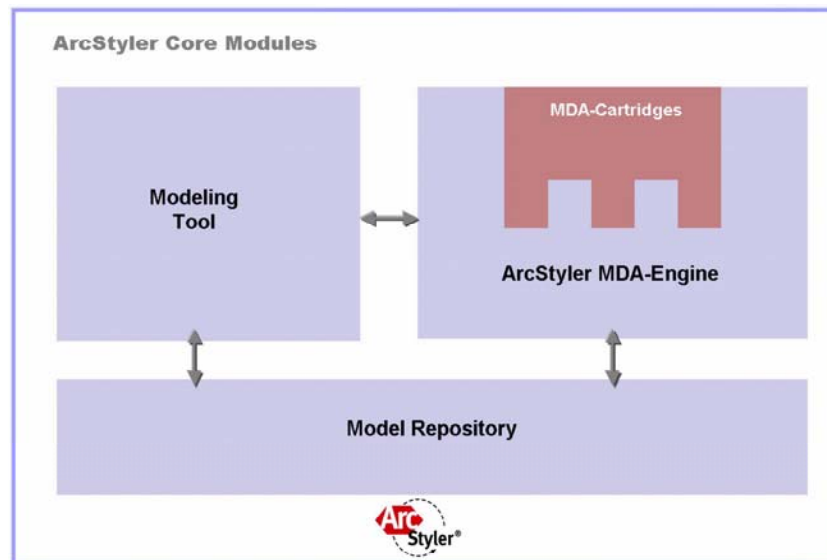 ArcStyler Core Modules
MDA-Cartridges
Modeling
Tool
ArcStyler MDA-Engine
Model Repository
Arc
Styler®